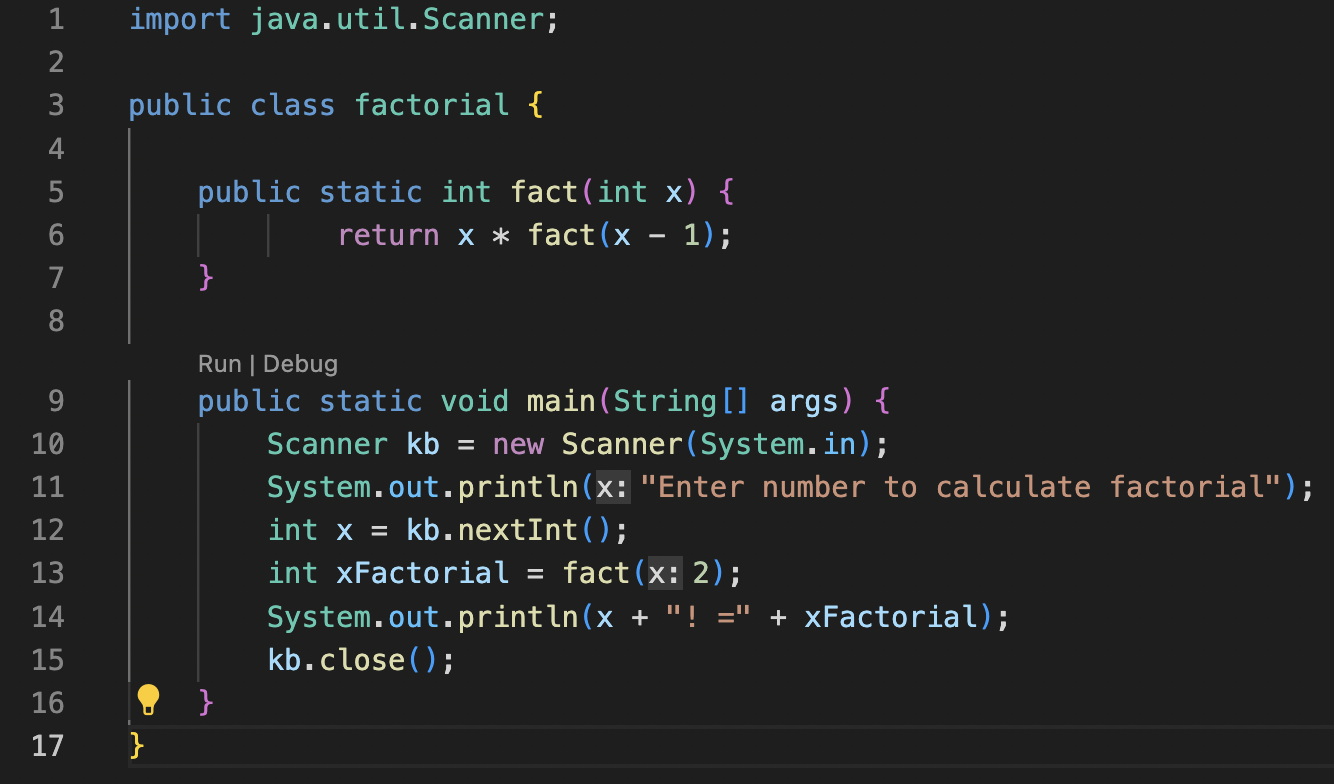 1 import java.util.Scanner;
2
3 public class factorial {
4
5     public static int fact(int x) {
6             return x * fact(x - 1);
7     }
8
Run | Debug
9     public static void main(String[] args) {
10         Scanner kb = new Scanner(System.in);
11         System.out.println(x: "Enter number to calculate factorial");
12         int x = kb.nextInt();
13         int xFactorial = fact(x: 2);
14         System.out.println(x + "! =" + xFactorial);
15         kb.close();
16     }
17 }